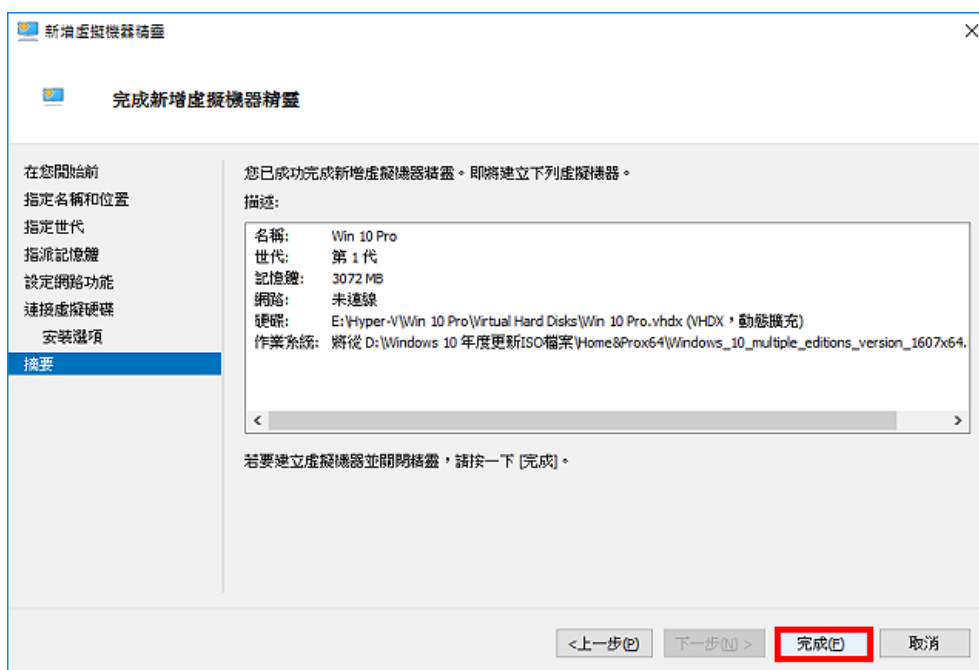 新增虛擬機器精靈
完成新增虛擬機器精靈
在您開始前
指定名稱和位置
指定世代
指派記憶體
設定網路功能
連接虛擬硬碟
安裝選項
摘要
您已成功完成新增虛擬機器精靈。即將建立下列虛擬機器。
描述:
名稱: Win 10 Pro
世代: 第 1 代
記憶體: 3072 MB
網路: 未連線
硬碟: E:\Hyper-V\Win 10 Pro\Virtual Hard Disks\Win 10 Pro.vhdx (VHDX，動態擴充)
作業系統: 將從 D:\Windows 10 年度更新ISO檔案\Home&Prox64\Windows_10_multiple_editions_version_1607x64.
若要建立虛擬機器並關閉精靈，請按一下 [完成]。
<上一步(P) 下一步(N) > 完成(F) 取消